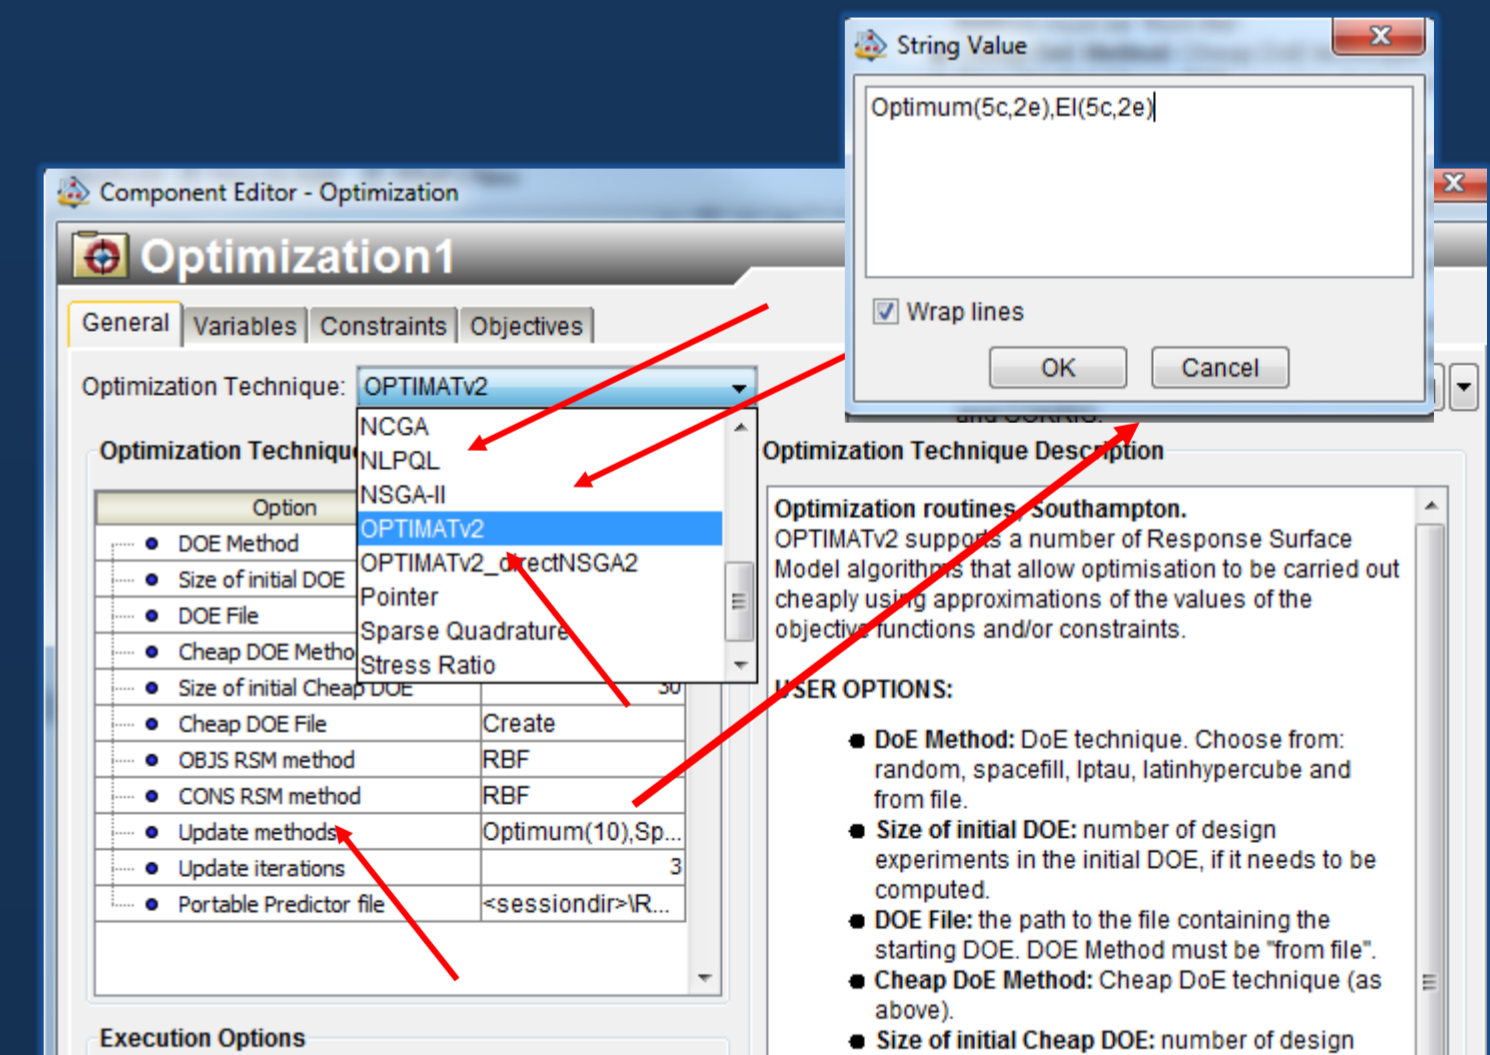 String Value
Optimum(5c,2e),EI(5c,2e)
Wrap lines
OK
Cancel
Component Editor - Optimization
Optimization1
General
Variables
Constraints
Objectives
Optimization Technique:
OPTIMATv2
NCGA
NLPQL
NSGA-II
OPTIMATv2
OPTIMATv2_directNSGA2
Pointer
Sparse Quadrature
Stress Ratio
Option
DOE Method
Size of initial DOE
DOE File
Cheap DOE Metho
Size of initial Cheap DOE 30
Cheap DOE File Create
OBJS RSM method RBF
CONS RSM method RBF
Update methods Optimum(10),Sp...
Update iterations 3
Portable Predictor file <sessiondir>\R...
Execution Options
Optimization Technique Description
Optimization routines, Southampton.
OPTIMATv2 supports a number of Response Surface
Model algorithms that allow optimisation to be carried out
cheaply using approximations of the values of the
objective functions and/or constraints.
USER OPTIONS:
DoE Method: DoE technique. Choose from:
random, spacefill, lptau, latinhypercube and
from file.
Size of initial DOE: number of design
experiments in the initial DOE, if it needs to be
computed.
DOE File: the path to the file containing the
starting DOE. DOE Method must be "from file".
Cheap DoE Method: Cheap DoE technique (as
above).
Size of initial Cheap DOE: number of design